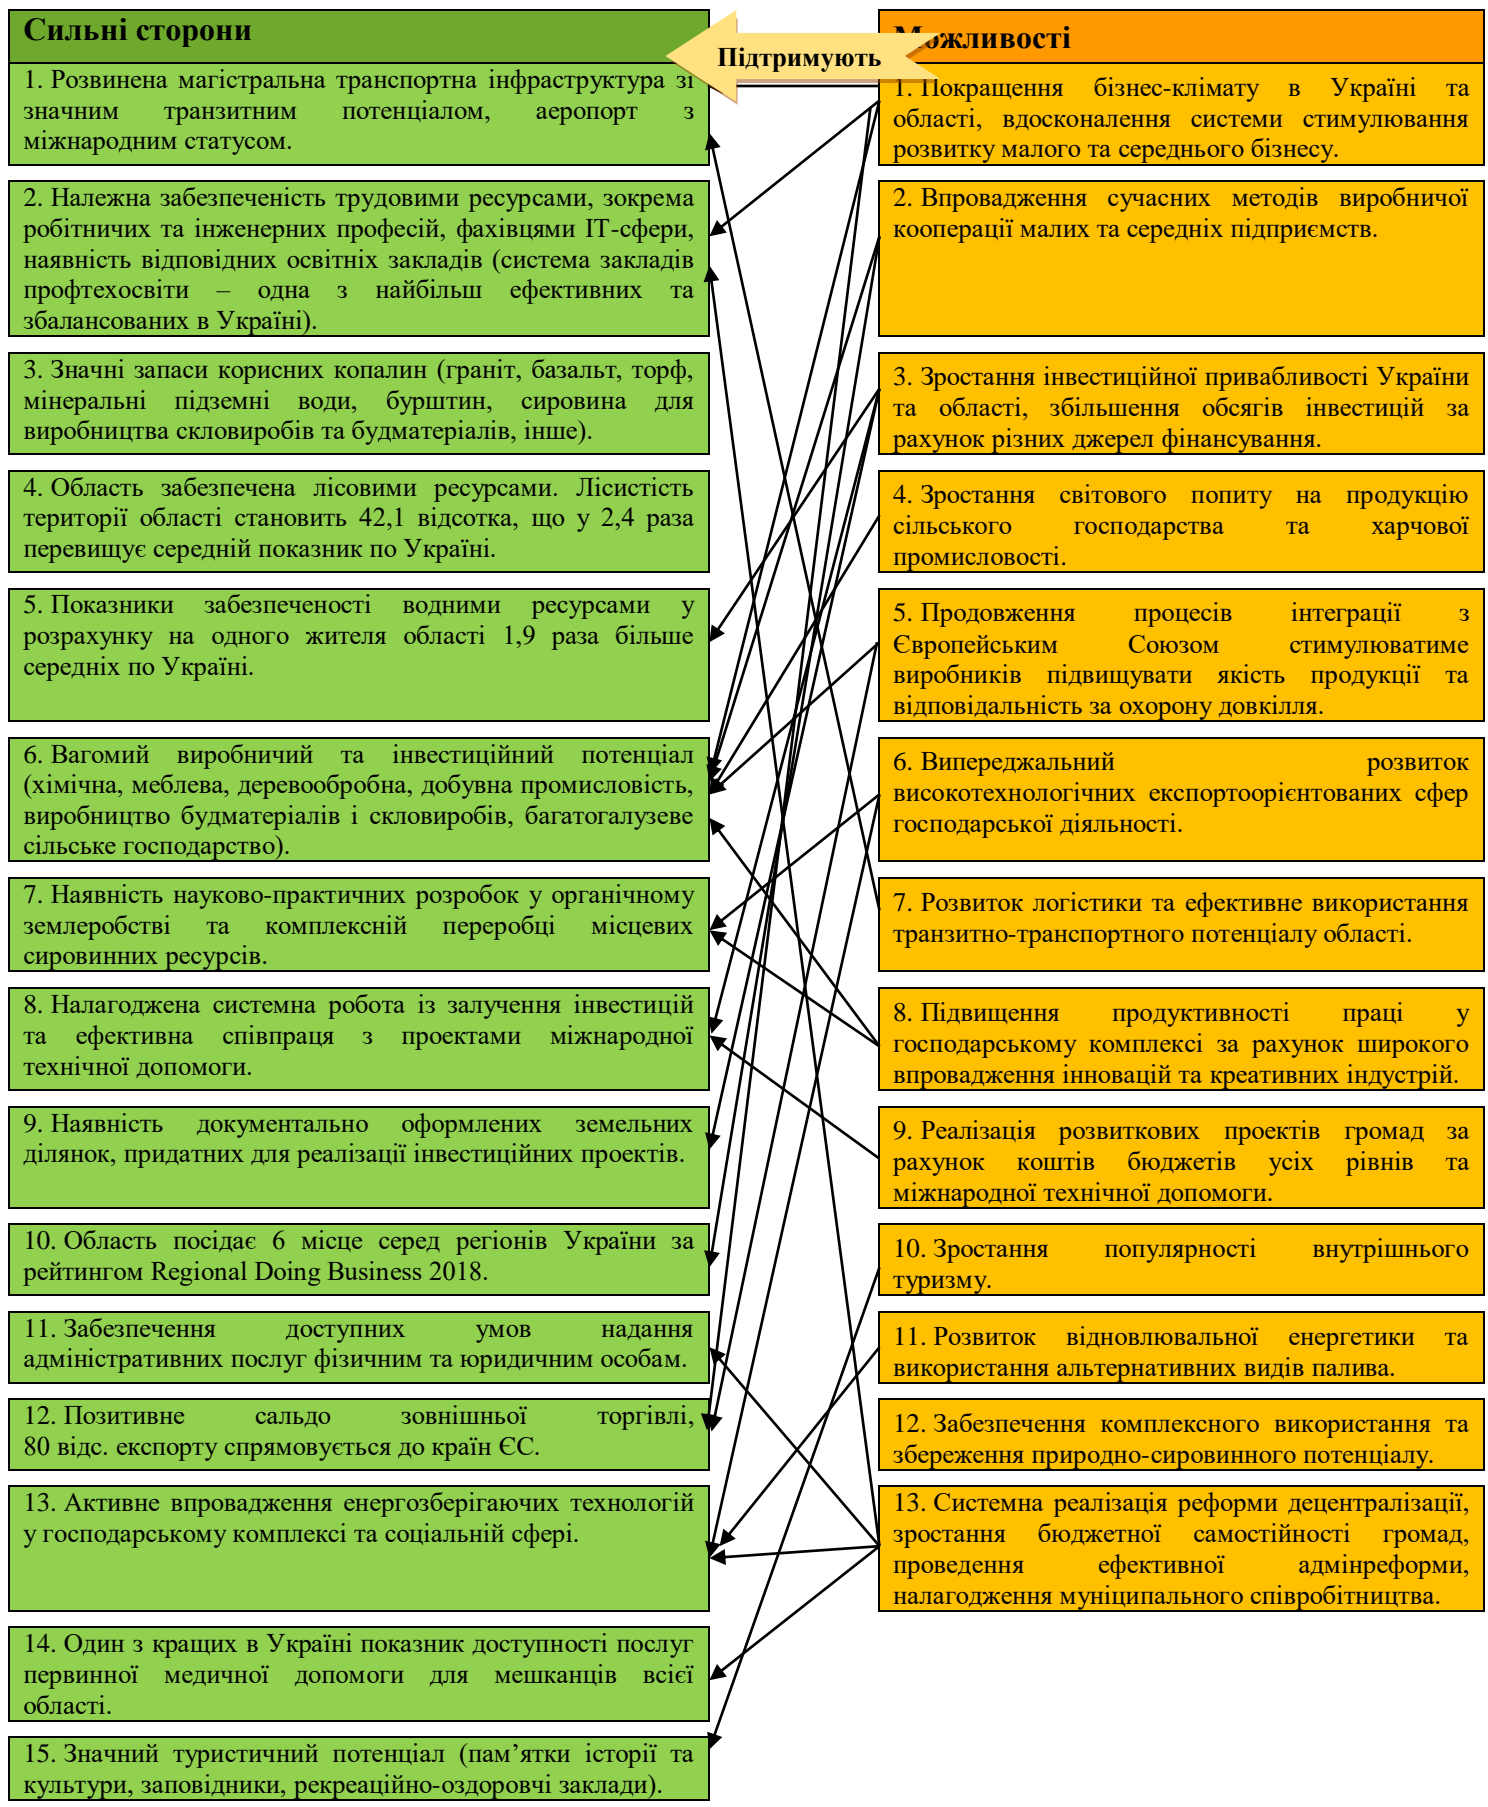 Сильні сторони
1. Розвинена магістральна транспортна інфраструктура зі
значним транзитним потенціалом, аеропорт з
міжнародним статусом.
2. Належна забезпеченість трудовими ресурсами, зокрема
робітничих та інженерних професій, фахівцями ІТ-сфери,
наявність відповідних освітніх закладів (система закладів
профтехосвіти – одна з найбільш ефективних та
збалансованих в Україні).
3. Значні запаси корисних копалин (граніт, базальт, торф,
мінеральні підземні води, бурштин, сировина для
виробництва скловиробів та будматеріалів, інше).
4. Область забезпечена лісовими ресурсами. Лісистість
території області становить 42,1 відсотка, що у 2,4 раза
перевищує середній показник по Україні.
5. Показники забезпеченості водними ресурсами у
розрахунку на одного жителя області 1,9 раза більше
середніх по Україні.
6. Вагомий виробничий та інвестиційний потенціал
(хімічна, меблева, деревообробна, добувна промисловість,
виробництво будматеріалів і скловиробів, багатогалузеве
сільське господарство).
7. Наявність науково-практичних розробок у органічному
землеробстві та комплексній переробці місцевих
сировинних ресурсів.
8. Налагоджена системна робота із залучення інвестицій
та ефективна співпраця з проектами міжнародної
технічної допомоги.
9. Наявність документально оформлених земельних
ділянок, придатних для реалізації інвестиційних проектів.
10. Область посідає 6 місце серед регіонів України за
рейтингом Regional Doing Business 2018.
11. Забезпечення доступних умов надання
адміністративних послуг фізичним та юридичним особам.
12. Позитивне сальдо зовнішньої торгівлі,
80 відс. експорту спрямовується до країн ЄС.
13. Активне впровадження енергозберігаючих технологій
у господарському комплексі та соціальній сфері.
14. Один з кращих в Україні показник доступності послуг
первинної медичної допомоги для мешканців всієї
області.
15. Значний туристичний потенціал (пам’ятки історії та
культури, заповідники, рекреаційно-оздоровчі заклади).
Підтримують
Можливості
1. Покращення бізнес-клімату в Україні та
області, вдосконалення системи стимулювання
розвитку малого та середнього бізнесу.
2. Впровадження сучасних методів виробничої
кооперації малих та середніх підприємств.
3. Зростання інвестиційної привабливості України
та області, збільшення обсягів інвестицій за
рахунок різних джерел фінансування.
4. Зростання світового попиту на продукцію
сільського господарства та харчової
промисловості.
5. Продовження процесів інтеграції з
Європейським Союзом стимулюватиме
виробників підвищувати якість продукції та
відповідальність за охорону довкілля.
6. Випереджальний розвиток
високотехнологічних експортоорієнтованих сфер
господарської діяльності.
7. Розвиток логістики та ефективне використання
транзитно-транспортного потенціалу області.
8. Підвищення продуктивності праці у
господарському комплексі за рахунок широкого
впровадження інновацій та креативних індустрій.
9. Реалізація розвиткових проектів громад за
рахунок коштів бюджетів усіх рівнів та
міжнародної технічної допомоги.
10. Зростання популярності внутрішнього
туризму.
11. Розвиток відновлювальної енергетики та
використання альтернативних видів палива.
12. Забезпечення комплексного використання та
збереження природно-сировинного потенціалу.
13. Системна реалізація реформи децентралізації,
зростання бюджетної самостійності громад,
проведення ефективної адмінреформи,
налагодження муніципального співробітництва.